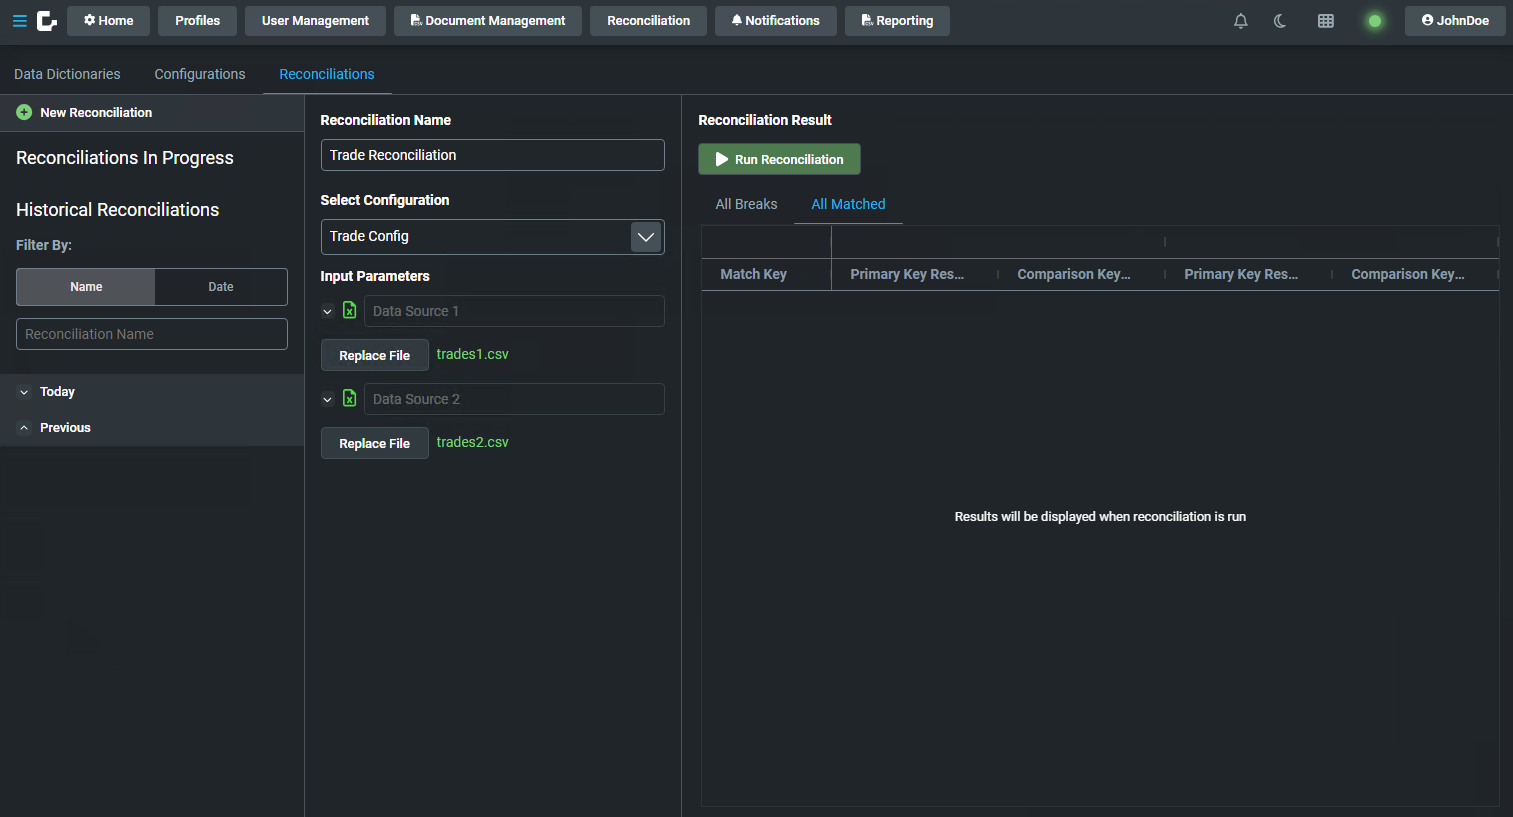 Home
Profiles
User Management
Document Management
Reconciliation
Notifications
Reporting
JohnDoe
Data Dictionaries
Configurations
Reconciliations
New Reconciliation
Reconciliations In Progress
Historical Reconciliations
Filter By:
Name
Date
Reconciliation Name
Today
Previous
Reconciliation Name
Trade Reconciliation
Select Configuration
Trade Config
Input Parameters
Data Source 1
Replace File
trades1.csv
Data Source 2
Replace File
trades2.csv
Reconciliation Result
Run Reconciliation
All Breaks
All Matched
Match Key
Primary Key Res...
Comparison Key...
Primary Key Res...
Comparison Key...
Results will be displayed when reconciliation is run